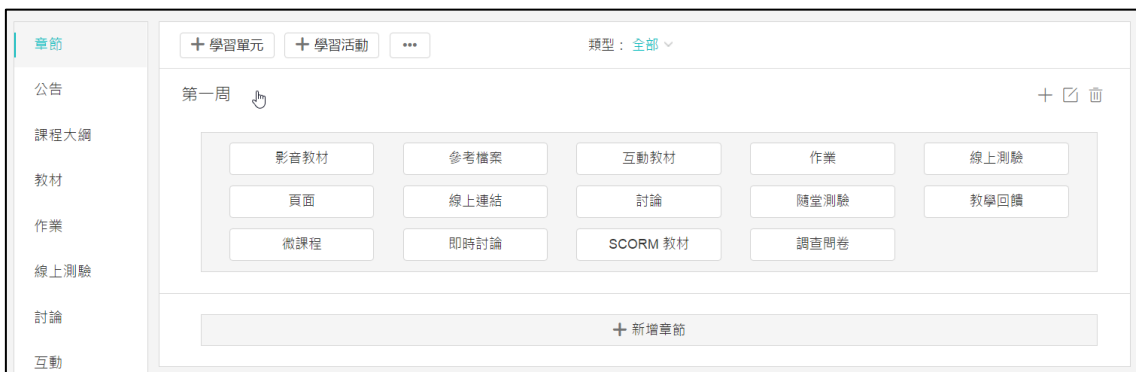 章節
公告
課程大綱
教材
作業
線上測驗
討論
互動
+ 學習單元 + 學習活動 ••• 類型： 全部
第一周
影音教材 參考檔案 互動教材 作業 線上測驗
頁面 線上連結 討論 隨堂測驗 教學回饋
微課程 即時討論 SCORM 教材 調查問卷
+ 新增章節